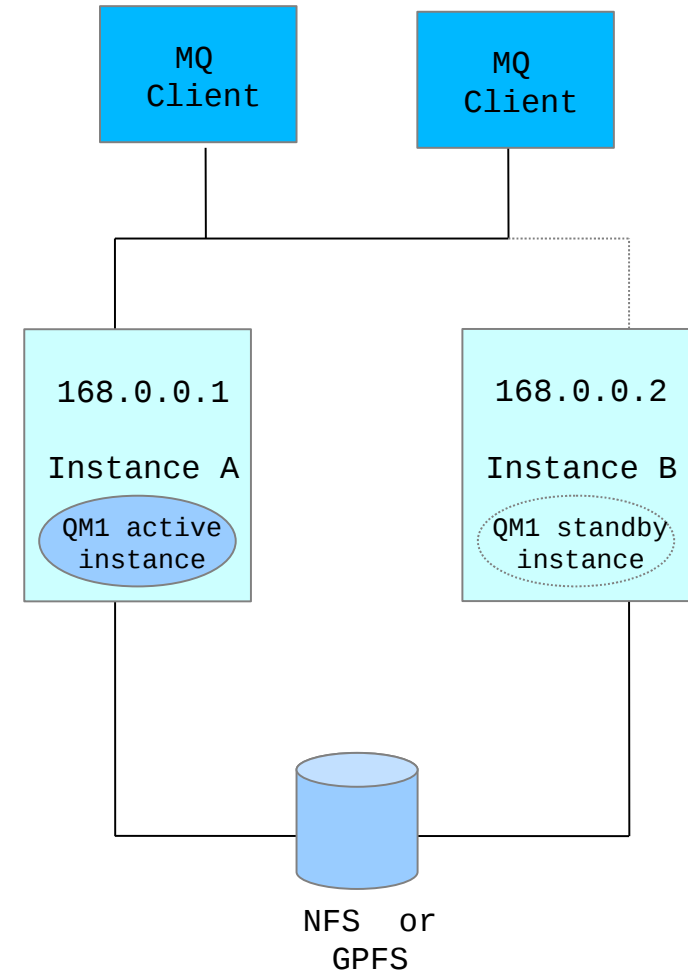 MQ
Client
MQ
Client
168.0.0.1
Instance A
QM1 active
instance
168.0.0.2
Instance B
QM1 standby
instance
NFS or
GPFS